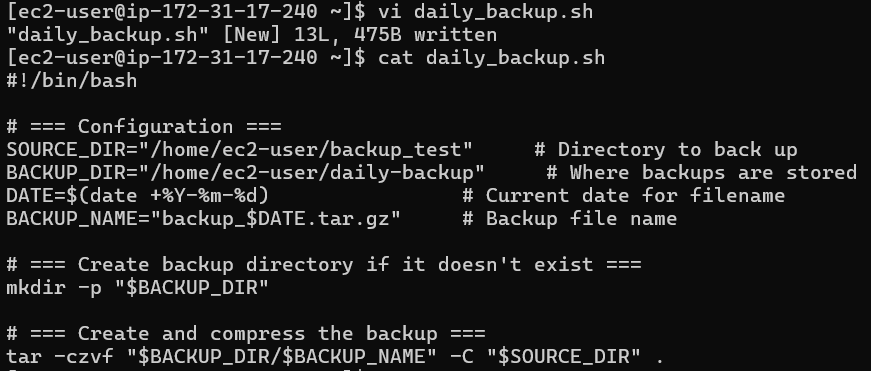 [ec2-user@ip-172-31-17-240 ~]$ vi daily_backup.sh
"daily_backup.sh" [New] 13L, 475B written
[ec2-user@ip-172-31-17-240 ~]$ cat daily_backup.sh
#!/bin/bash

# === Configuration ===
SOURCE_DIR="/home/ec2-user/backup_test"     # Directory to back up
BACKUP_DIR="/home/ec2-user/daily-backup"     # Where backups are stored
DATE=$(date +%Y-%m-%d)                # Current date for filename
BACKUP_NAME="backup_$DATE.tar.gz"     # Backup file name

# === Create backup directory if it doesn't exist ===
mkdir -p "$BACKUP_DIR"

# === Create and compress the backup ===
tar -czvf "$BACKUP_DIR/$BACKUP_NAME" -C "$SOURCE_DIR" .